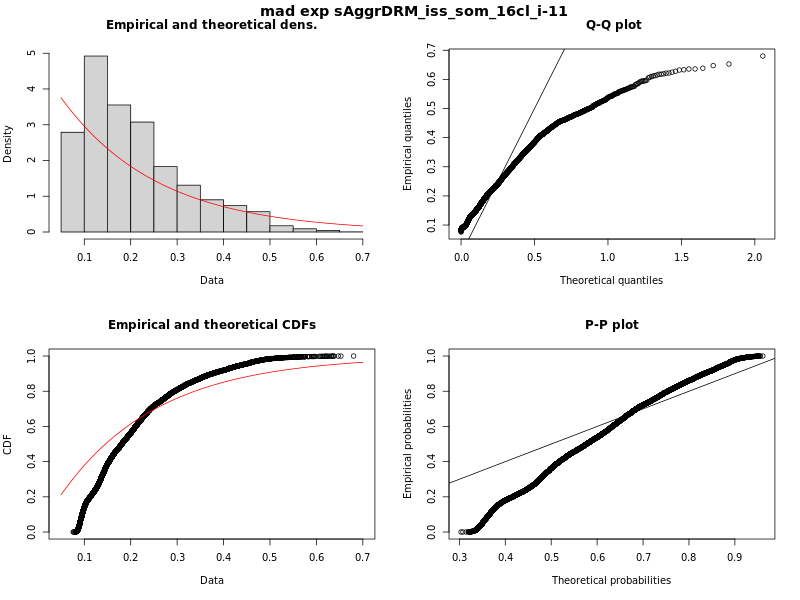 mad exp sAggrDRM_iss_som_16cl_i-11
Empirical and theoretical dens.
Density
0 1 2 3 4 5
0.1 0.2 0.3 0.4 0.5 0.6 0.7
Data
Q-Q plot
Empirical quantiles
0.1 0.2 0.3 0.4 0.5 0.6 0.7
0.0 0.5 1.0 1.5 2.0
Theoretical quantiles
Empirical and theoretical CDFs
CDF
0.0 0.2 0.4 0.6 0.8 1.0
0.1 0.2 0.3 0.4 0.5 0.6 0.7
Data
P-P plot
Empirical probabilities
0.0 0.2 0.4 0.6 0.8 1.0
0.3 0.4 0.5 0.6 0.7 0.8 0.9
Theoretical probabilities